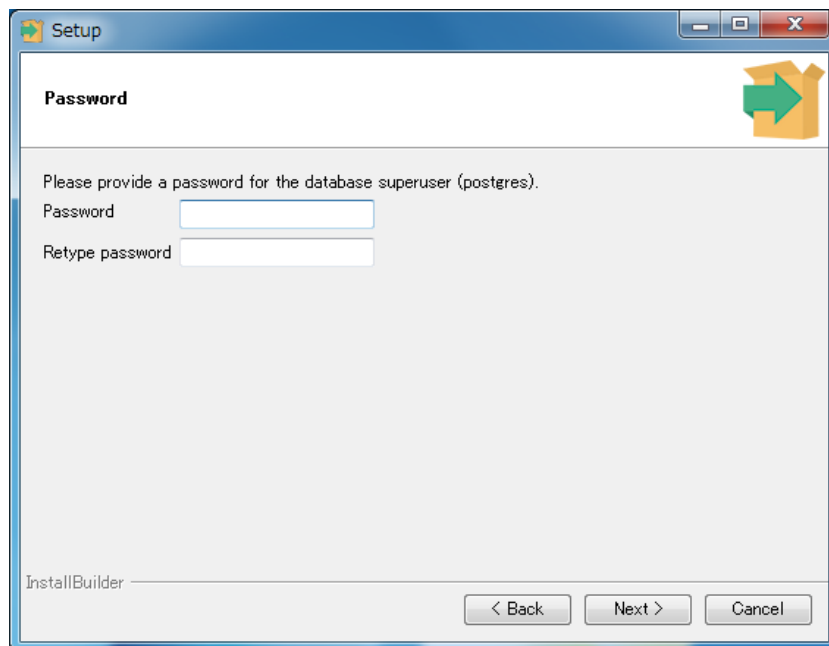 Setup
Password
Please provide a password for the database superuser (postgres).
Password
Retype password
InstallBuilder
< Back Next > Cancel